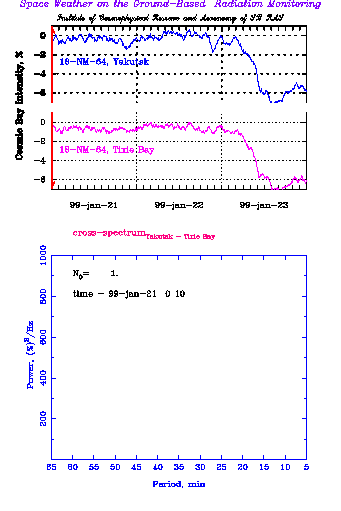 Space Weather on the Ground-Based Radiation Monitoring
Institute of Cosmophysical Research and Aeronomy of SB RAS
Cosmic Ray Intensity, %
0
-2
-4
-6
18-NM-64, Yakutsk
0
-2
-4
-6
18-NM-64, Tixie Bay
99-jan-21 99-jan-22 99-jan-23
cross-spectrum Yakutsk - Tixie Bay
Power, (%)²/Hz
1000
800
600
400
200
N₀= 1.
time - 99-jan-21 0 10
65 60 55 50 45 40 35 30 25 20 15 10 5
Period, min